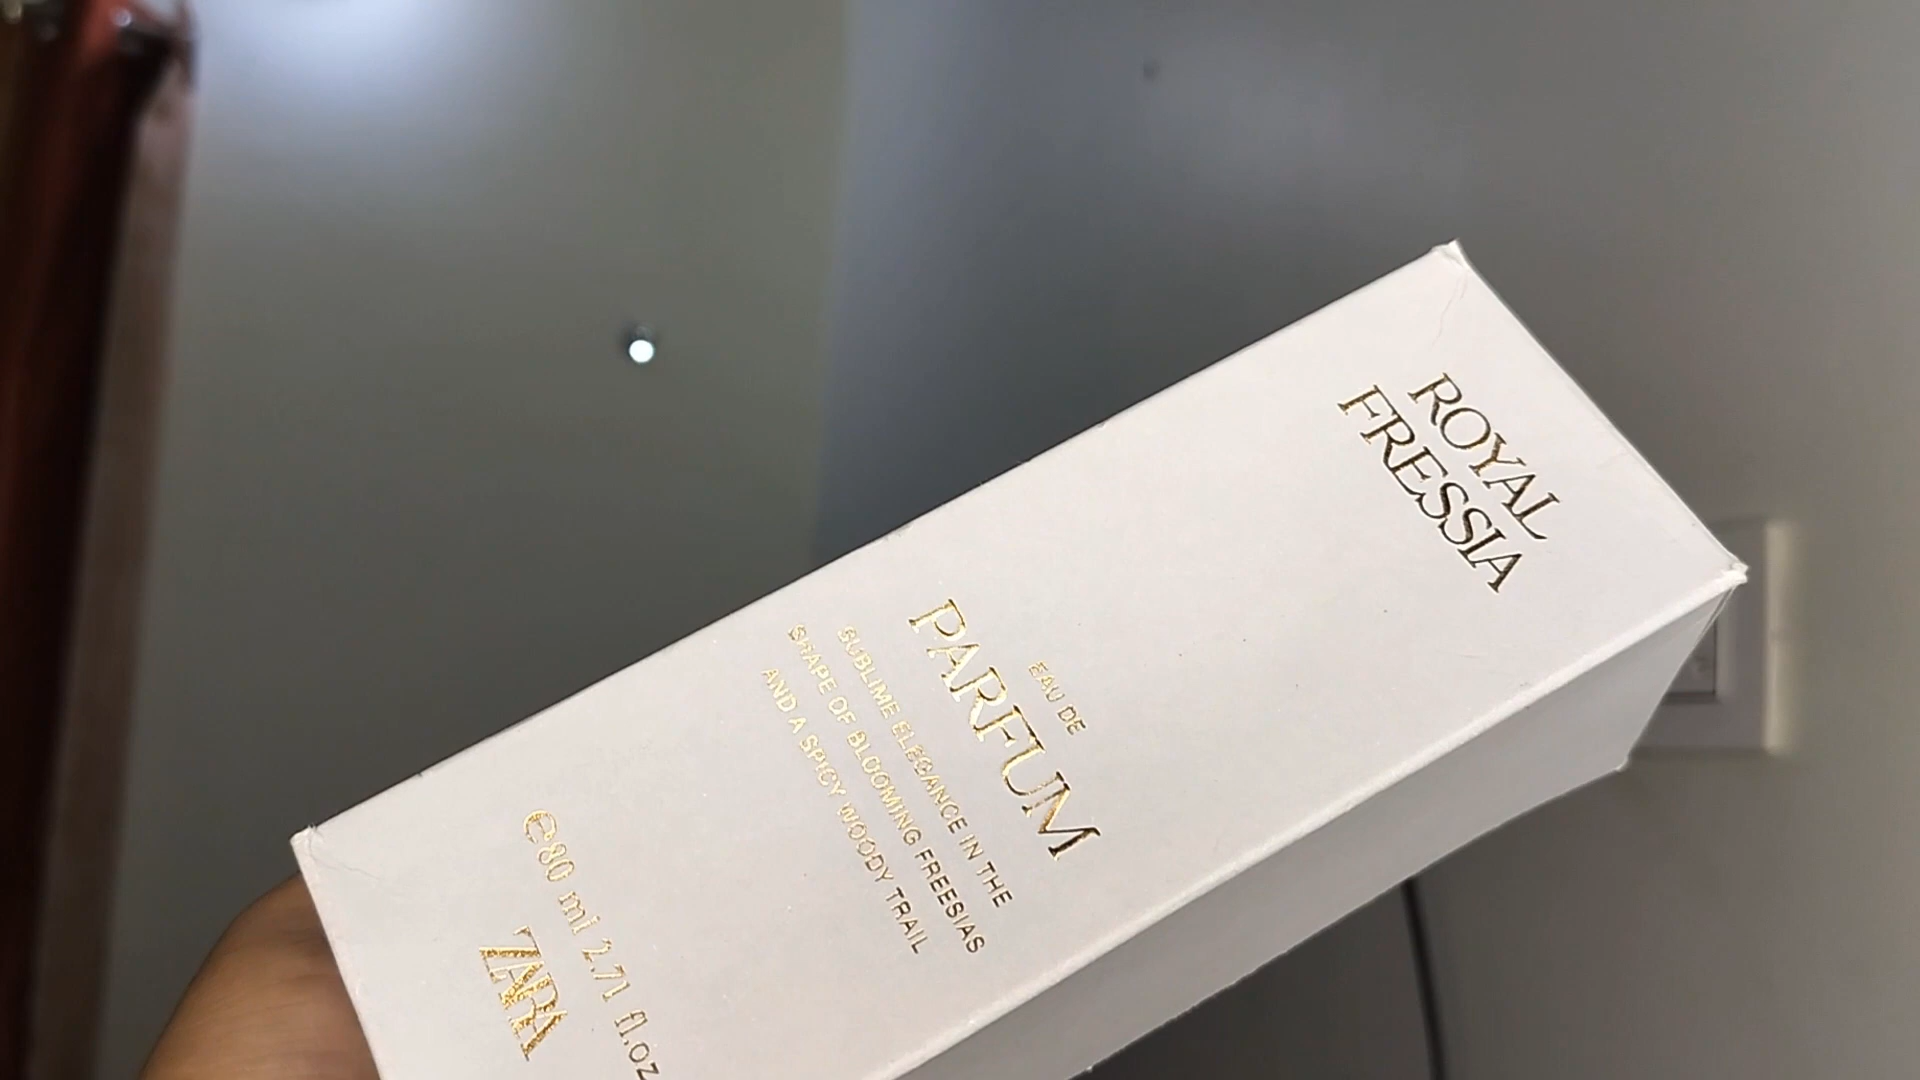 ROYAL
FRESSIA
EAU DE
PARFUM
SUBLIME ELEGANCE IN THE
SHAPE OF BLOOMING FREESIAS
AND A SPICY WOODY TRAIL
e80 ml 2.71 fl.oz
ZARA